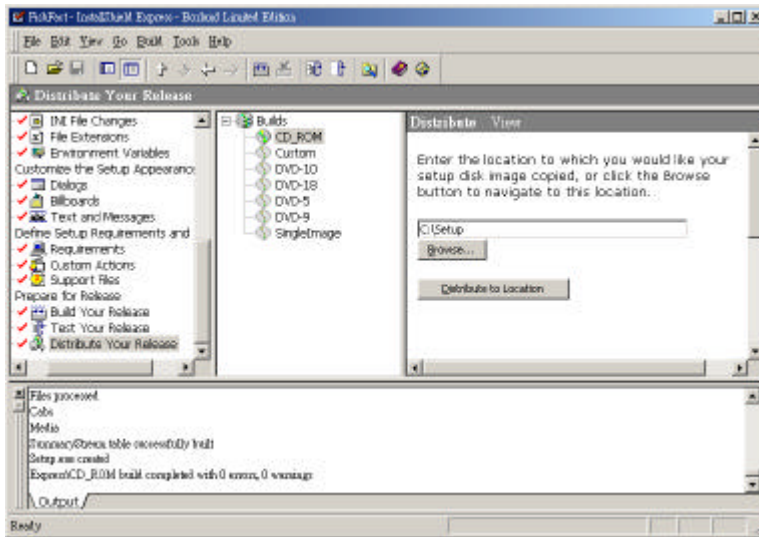 FishFact - InstallShield Express - Borland Limited Edition
File Edit View Go Build Tools Help
Distribute Your Release
INI File Changes
File Extensions
Environment Variables
Customize the Setup Appearance
Dialogs
Billboards
Text and Messages
Define Setup Requirements and
Requirements
Custom Actions
Support Files
Prepare for Release
Build Your Release
Test Your Release
Distribute Your Release
Builds
CD_ROM
Custom
DVD-10
DVD-18
DVD-5
DVD-9
SingleImage
Distribute View
Enter the location to which you would like your
setup disk image copied, or click the Browse
button to navigate to this location.
C:\Setup
Browse...
Distribute to Location
Files processed
Cabs
Media
SummaryStream table successfully built
Setup.exe created
Express\CD_ROM build completed with 0 errors, 0 warnings
Output
Ready